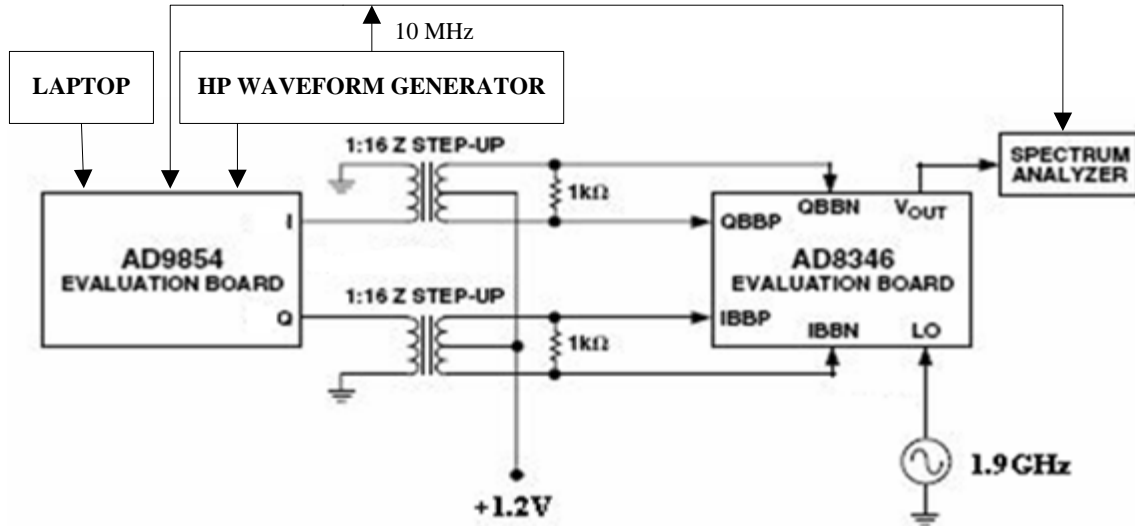 10 MHz
LAPTOP
HP WAVEFORM GENERATOR
1:16 Z STEP-UP
SPECTRUM
ANALYZER
1kΩ
QBBN
VOUT
I
QBBP
AD9854
EVALUATION BOARD
AD8346
EVALUATION BOARD
1:16 Z STEP-UP
Q
IBBP
IBBN
LO
1kΩ
1.9GHz
+1.2V